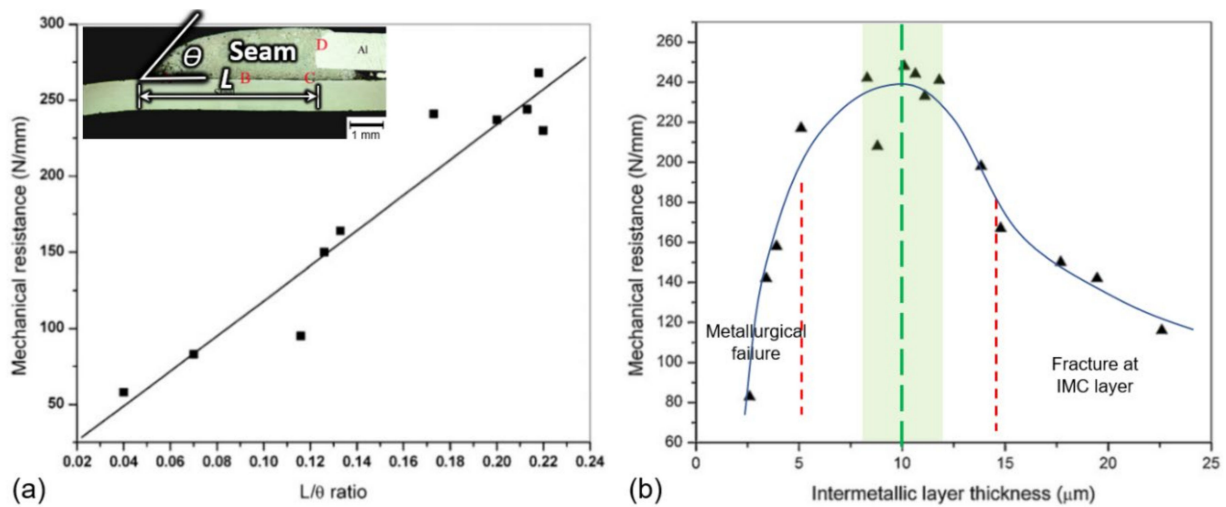 300
250
200
150
100
50
Mechanical resistance (N/mm)
θ
Seam
D
Al
L
B
C
1 mm
0.02 0.04 0.06 0.08 0.10 0.12 0.14 0.16 0.18 0.20 0.22 0.24
L/θ ratio
(a)
260
240
220
200
180
160
140
120
100
80
60
Mechanical resistance (N/mm)
Metallurgical
failure
Fracture at
IMC layer
0 5 10 15 20 25
Intermetallic layer thickness (μm)
(b)